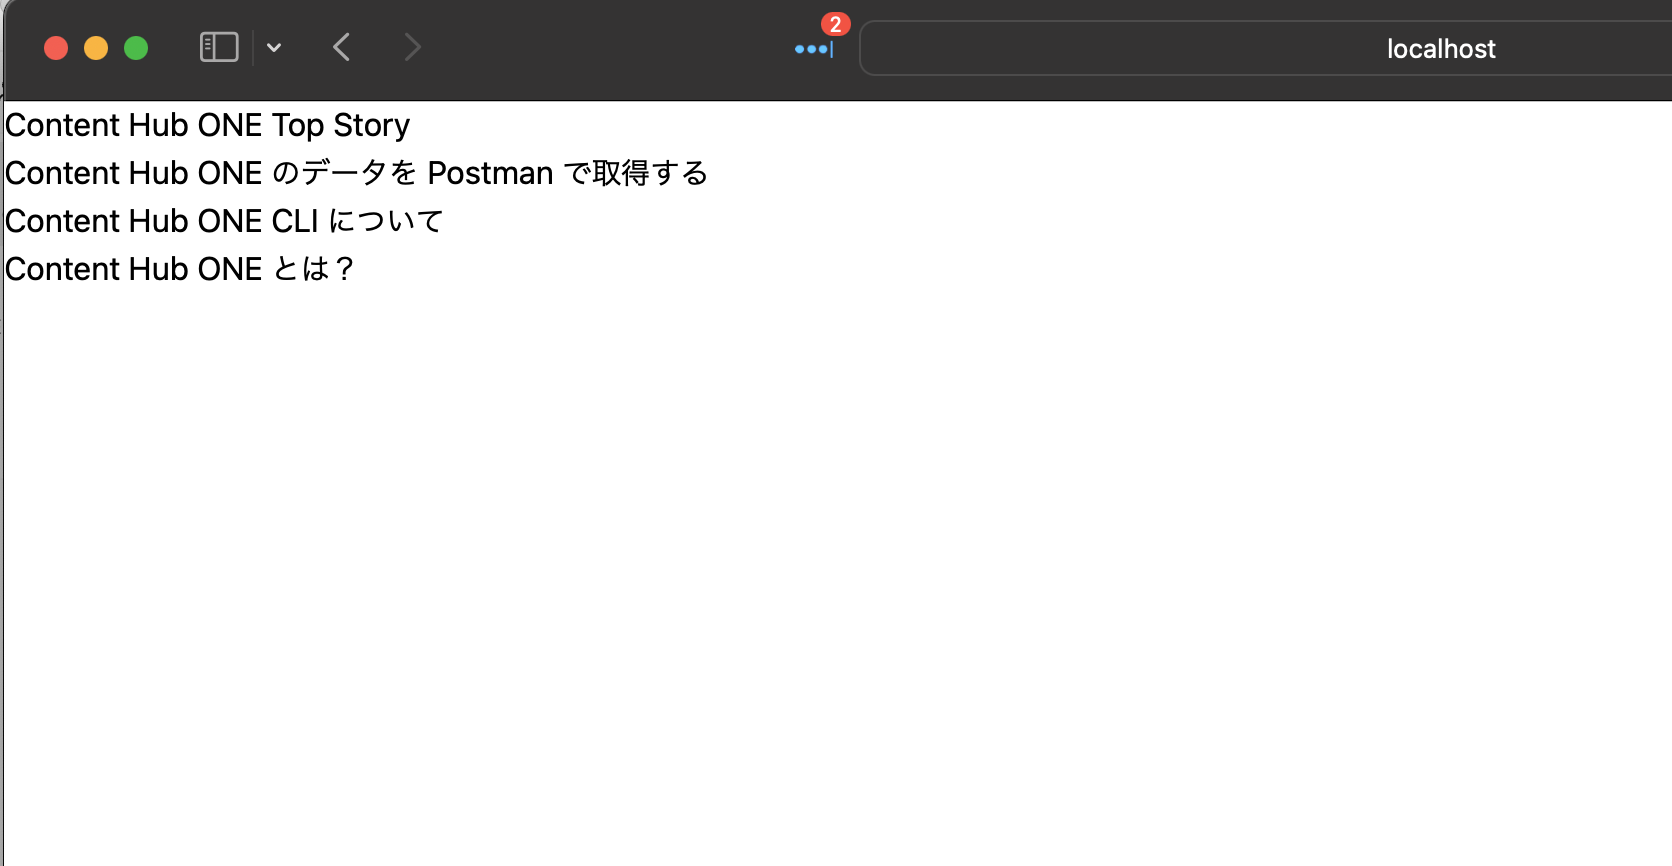 2
localhost
Content Hub ONE Top Story
Content Hub ONE のデータを Postman で取得する
Content Hub ONE CLI について
Content Hub ONE とは？